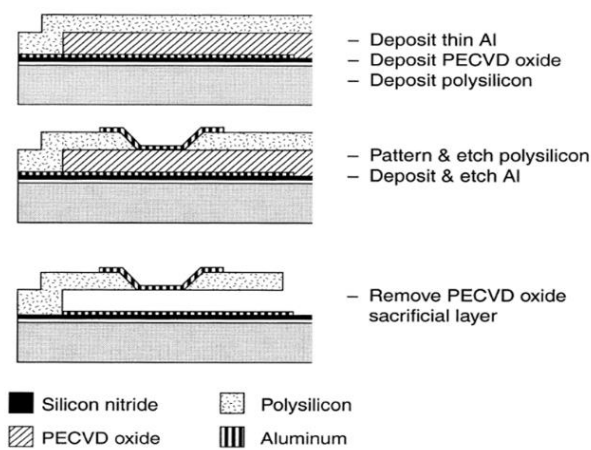 – Deposit thin Al
– Deposit PECVD oxide
– Deposit polysilicon
– Pattern & etch polysilicon
– Deposit & etch Al
– Remove PECVD oxide
sacrificial layer
Silicon nitride
Polysilicon
PECVD oxide
Aluminum